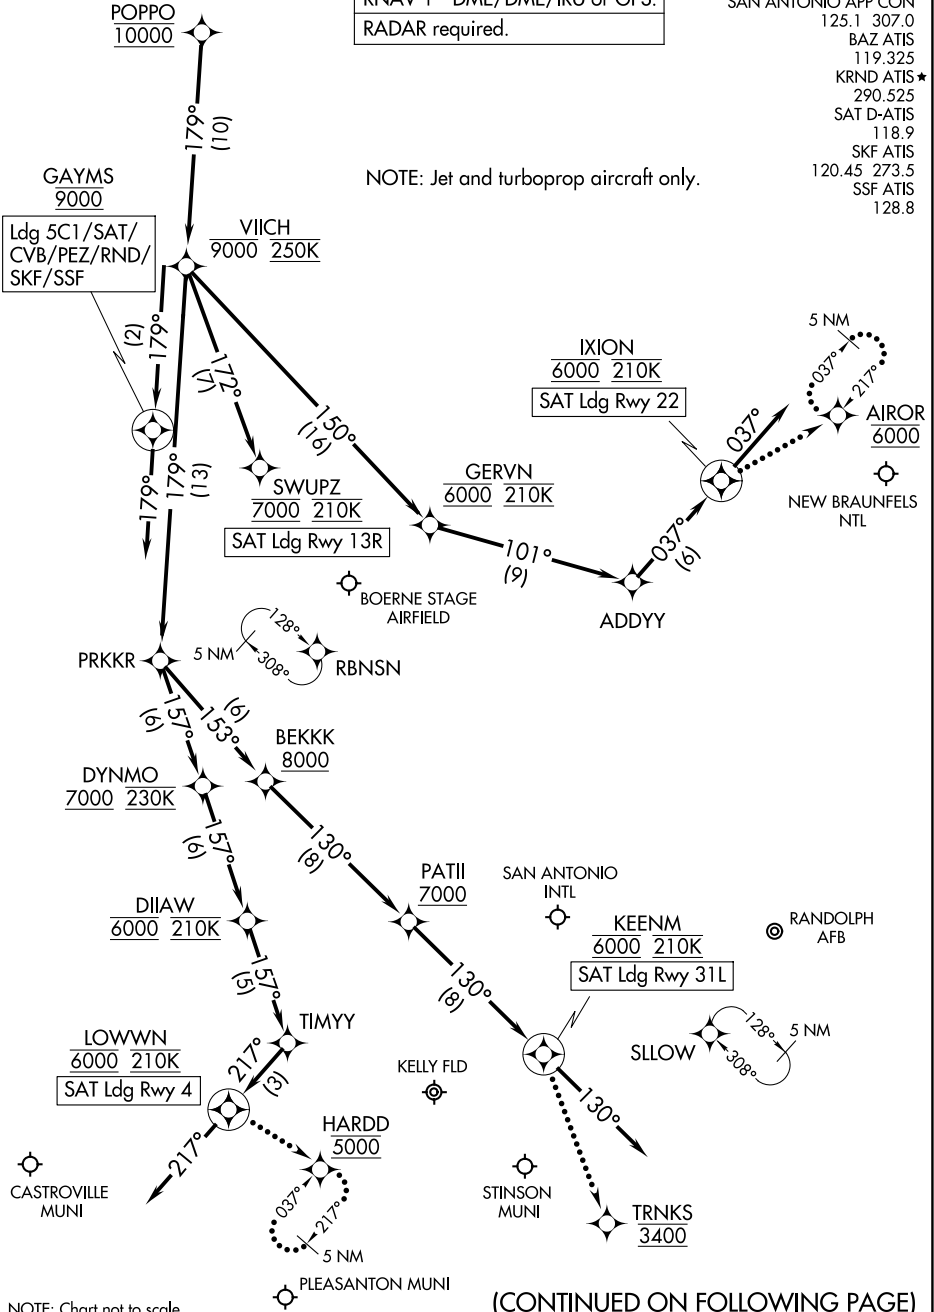 RNAV 1 - DME/DME/IRU or GPS.
RADAR required.
SAN ANTONIO APP CON
125.1 307.0
BAZ ATIS
119.325
KRND ATIS★
290.525
SAT D-ATIS
118.9
SKF ATIS
120.45 273.5
SSF ATIS
128.8
POPPO
10000
179°
(10)
NOTE: Jet and turboprop aircraft only.
GAYMS
9000
Ldg 5C1/SAT/
CVB/PEZ/RND/
SKF/SSF
VIICH
9000 250K
(2)
179°
172°
(7)
150°
(16)
179°
179°
(13)
IXION
6000 210K
SAT Ldg Rwy 22
5 NM
037°
217°
037°
AIROR
6000
NEW BRAUNFELS
NTL
SWUPZ
7000 210K
SAT Ldg Rwy 13R
GERVN
6000 210K
101°
(9)
037°
(6)
ADDYY
BOERNE STAGE
AIRFIELD
PRKKR
5 NM
128°
308°
RBNSN
157°
(6)
153°
(6)
DYNMO
7000 230K
BEKKK
8000
157°
(6)
130°
(8)
DIIAW
6000 210K
PATII
7000
SAN ANTONIO
INTL
KEENM
6000 210K
SAT Ldg Rwy 31L
RANDOLPH
AFB
157°
(5)
130°
(8)
TIMYY
LOWWN
6000 210K
SAT Ldg Rwy 4
217°
(3)
KELLY FLD
SLLOW
128°
308°
5 NM
130°
217°
HARDD
5000
037°
217°
5 NM
CASTROVILLE
MUNI
STINSON
MUNI
TRNKS
3400
PLEASANTON MUNI
NOTE: Chart not to scale.
(CONTINUED ON FOLLOWING PAGE)